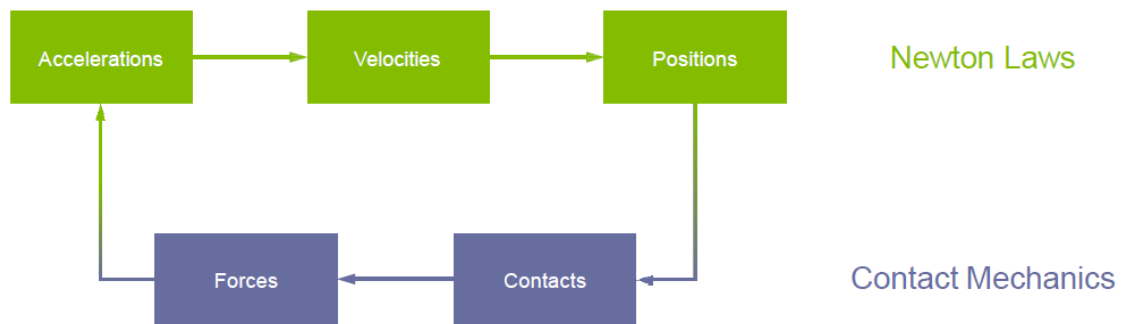 Accelerations
Velocities
Positions
Newton Laws
Forces
Contacts
Contact Mechanics